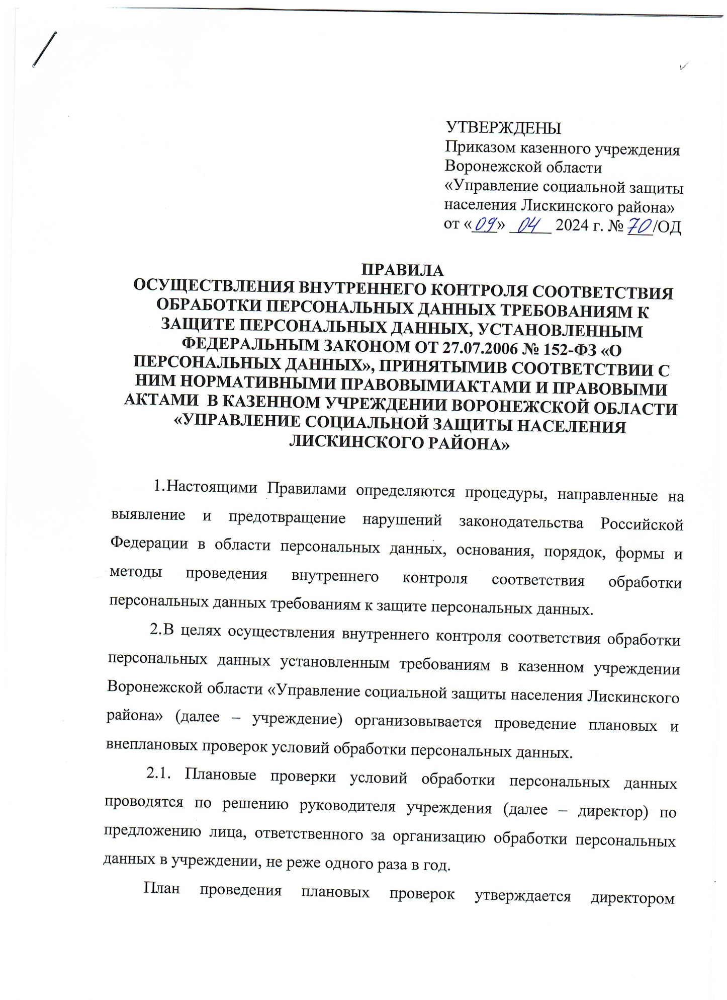 УТВЕРЖДЕНЫ
Приказом казенного учреждения
Воронежской области
«Управление социальной защиты
населения Лискинского района»
от «09» 04 2024 г. № 70/ОД
ПРАВИЛА
ОСУЩЕСТВЛЕНИЯ ВНУТРЕННЕГО КОНТРОЛЯ СООТВЕТСТВИЯ
ОБРАБОТКИ ПЕРСОНАЛЬНЫХ ДАННЫХ ТРЕБОВАНИЯМ К
ЗАЩИТЕ ПЕРСОНАЛЬНЫХ ДАННЫХ, УСТАНОВЛЕННЫМ
ФЕДЕРАЛЬНЫМ ЗАКОНОМ ОТ 27.07.2006 № 152-ФЗ «О
ПЕРСОНАЛЬНЫХ ДАННЫХ», ПРИНЯТЫМИВ СООТВЕТСТВИИ С
НИМ НОРМАТИВНЫМИ ПРАВОВЫМИАКТАМИ И ПРАВОВЫМИ
АКТАМИ В КАЗЕННОМ УЧРЕЖДЕНИИ ВОРОНЕЖСКОЙ ОБЛАСТИ
«УПРАВЛЕНИЕ СОЦИАЛЬНОЙ ЗАЩИТЫ НАСЕЛЕНИЯ
ЛИСКИНСКОГО РАЙОНА»
1.Настоящими Правилами определяются процедуры, направленные на
выявление и предотвращение нарушений законодательства Российской
Федерации в области персональных данных, основания, порядок, формы и
методы проведения внутреннего контроля соответствия обработки
персональных данных требованиям к защите персональных данных.
2.В целях осуществления внутреннего контроля соответствия обработки
персональных данных установленным требованиям в казенном учреждении
Воронежской области «Управление социальной защиты населения Лискинского
района» (далее – учреждение) организовывается проведение плановых и
внеплановых проверок условий обработки персональных данных.
2.1. Плановые проверки условий обработки персональных данных
проводятся по решению руководителя учреждения (далее – директор) по
предложению лица, ответственного за организацию обработки персональных
данных в учреждении, не реже одного раза в год.
План проведения плановых проверок утверждается директором